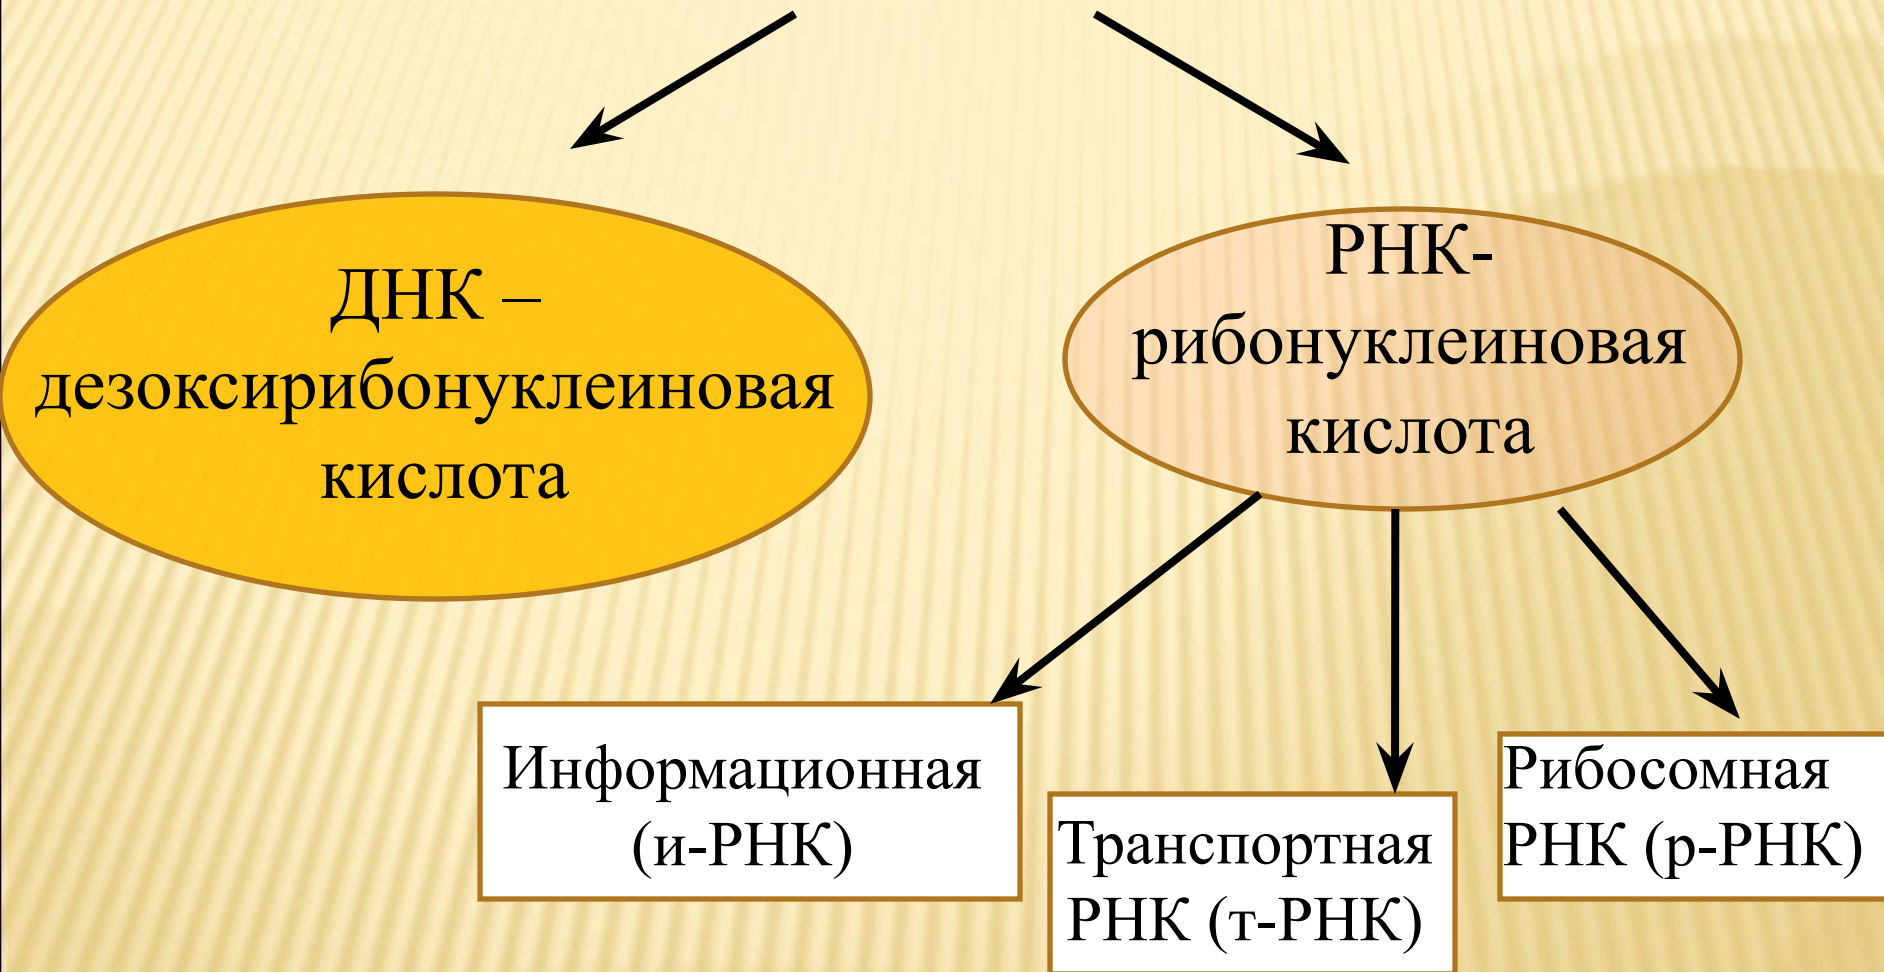 ДНК –
дезоксирибонуклеиновая
кислота
РНК-
рибонуклеиновая
кислота
Информационная
(и-РНК)
Транспортная
РНК (т-РНК)
Рибосомная
РНК (р-РНК)